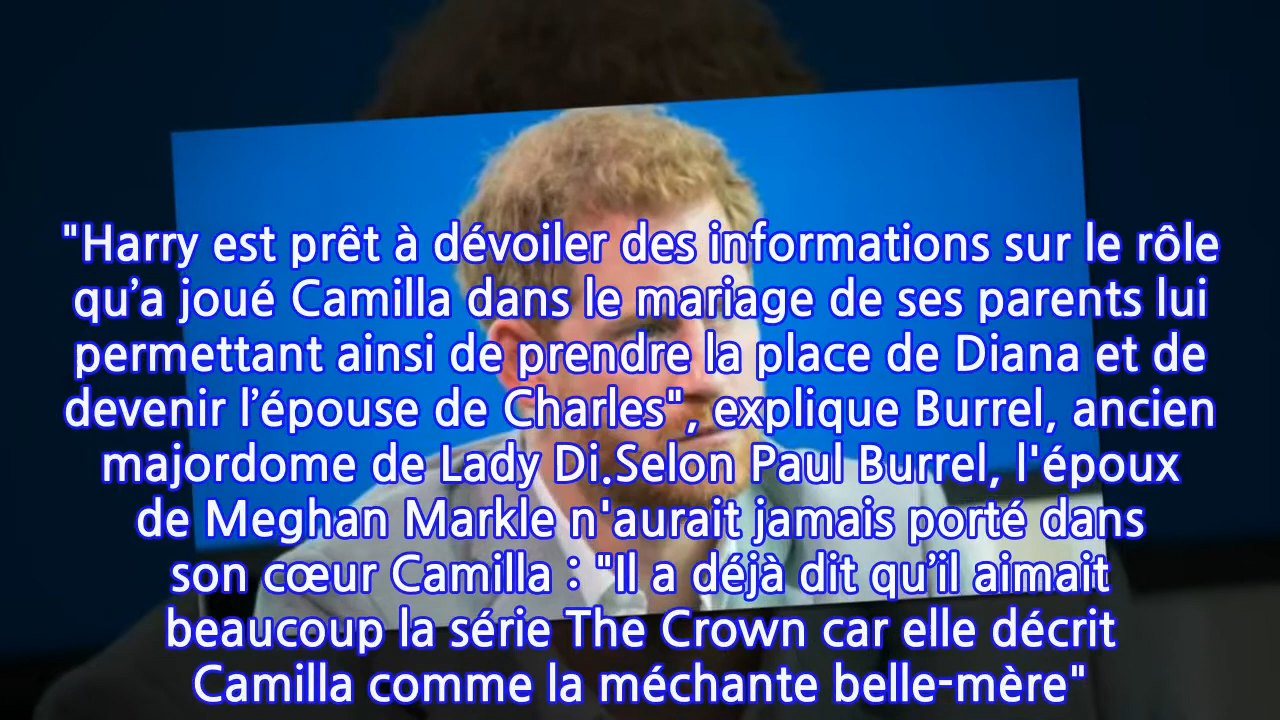 "Harry est prêt à dévoiler des informations sur le rôle
qu’a joué Camilla dans le mariage de ses parents lui
permettant ainsi de prendre la place de Diana et de
devenir l’épouse de Charles", explique Burrel, ancien
majordome de Lady Di.Selon Paul Burrel, l'époux
de Meghan Markle n'aurait jamais porté dans
son cœur Camilla : "Il a déjà dit qu’il aimait
beaucoup la série The Crown car elle décrit
Camilla comme la méchante belle-mère"